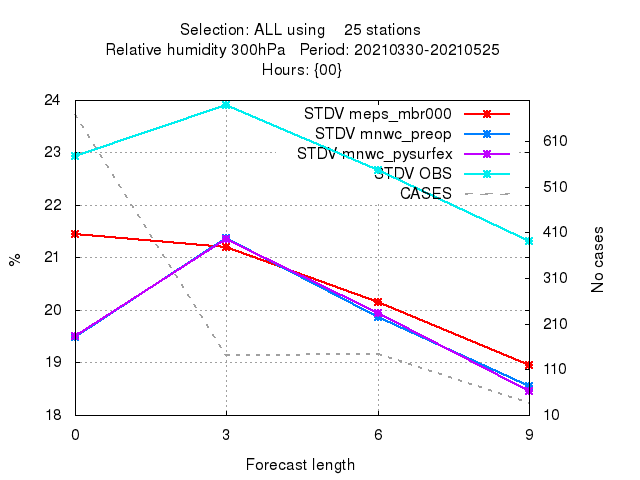 Selection: ALL using    25 stations
Relative humidity 300hPa   Period: 20210330-20210525
Hours: {00}
STDV meps_mbr000
STDV mnwc_preop
STDV mnwc_pysurfex
STDV OBS
CASES
24
23
22
21
20
19
18
%
610
510
410
310
210
110
10
No cases
0 3 6 9
Forecast length